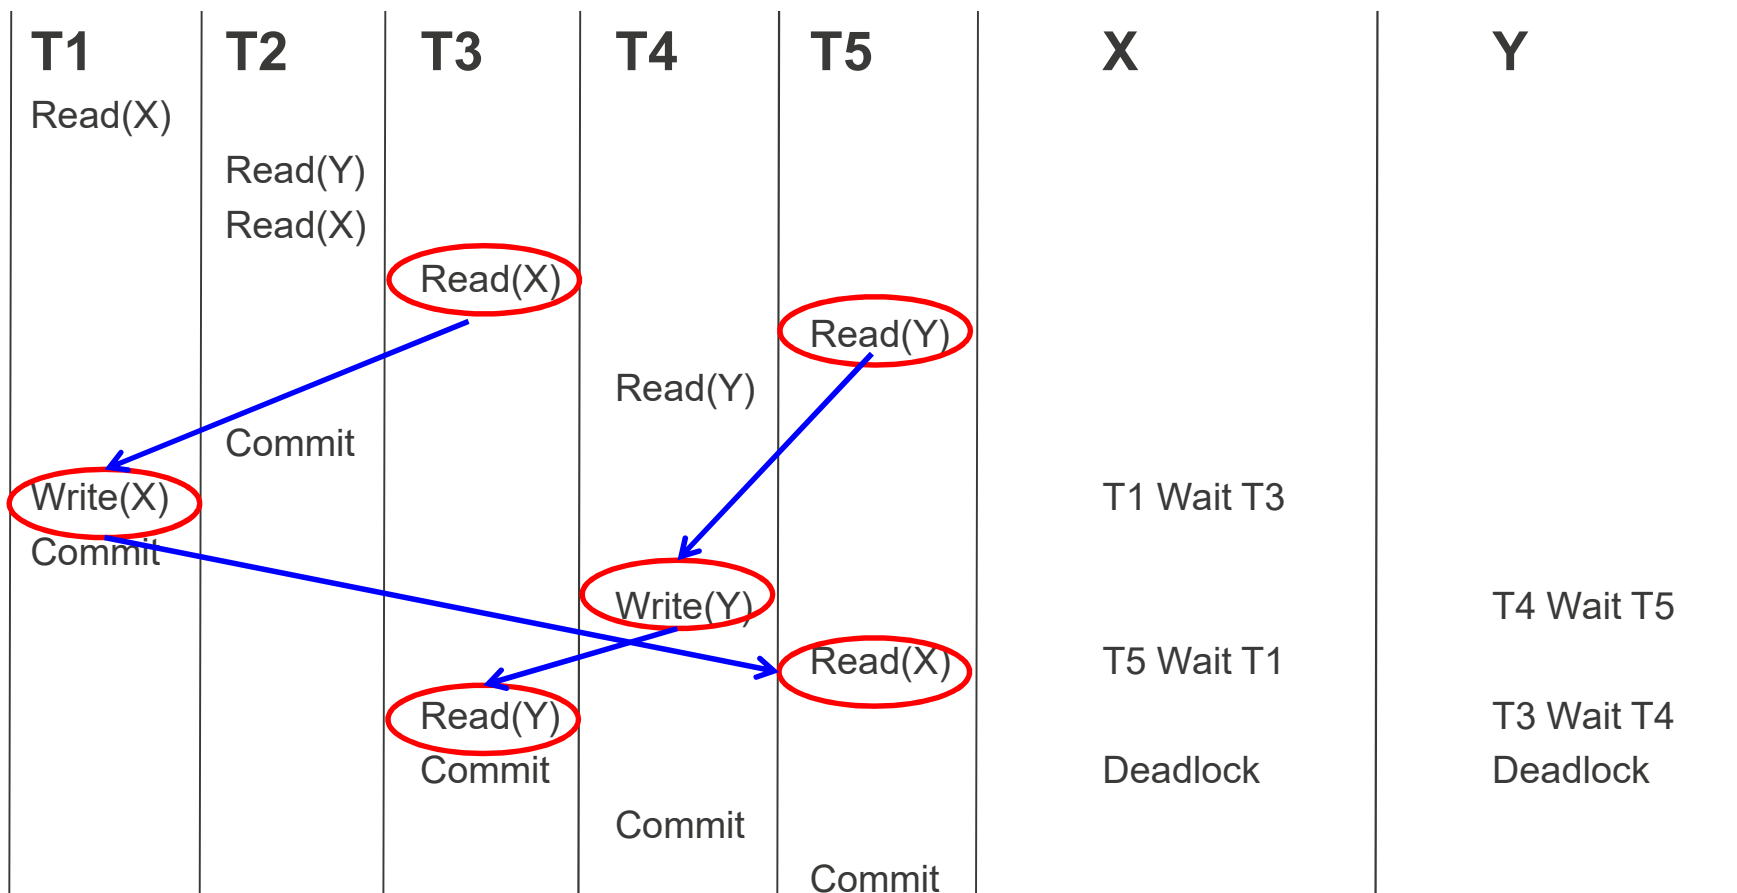 T1 T2 T3 T4 T5 X Y
Read(X)
Read(Y)
Read(X)
Read(X)
Read(Y)
Read(Y)
Commit
Write(X) T1 Wait T3
Commit
Write(Y) T4 Wait T5
Read(X) T5 Wait T1
Read(Y) T3 Wait T4
Commit Deadlock Deadlock
Commit
Commit